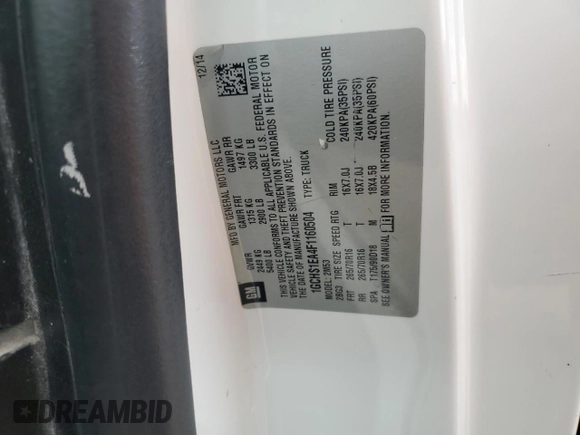 12/14
MFD BY GENERAL MOTORS LLC
GVWR GAWR FRT GAWR RR
2449 KG 1315 KG 1497 KG
5400 LB 2900 LB 3300 LB
THIS VEHICLE CONFORMS TO ALL APPLICABLE U.S. FEDERAL MOTOR
VEHICLE SAFETY AND BUMPER STANDARDS IN EFFECT ON
THE DATE OF MANUFACTURE SHOWN ABOVE.
1GCHS1EA4F1160504 TYPE: TRUCK
GM
MODEL: 2M53
28G3 TIRE SIZE SPEED RTG RIM COLD TIRE PRESSURE
FRT 265/70R16 T 16X7.0J 240KPA(35PSI)
RR 265/70R16 T 16X7.0J 240KPA(35PSI)
SPA T175/90D18 M 18X4.5B 420KPA(60PSI)
SEE OWNER'S MANUAL FOR MORE INFORMATION.
DREAMBID